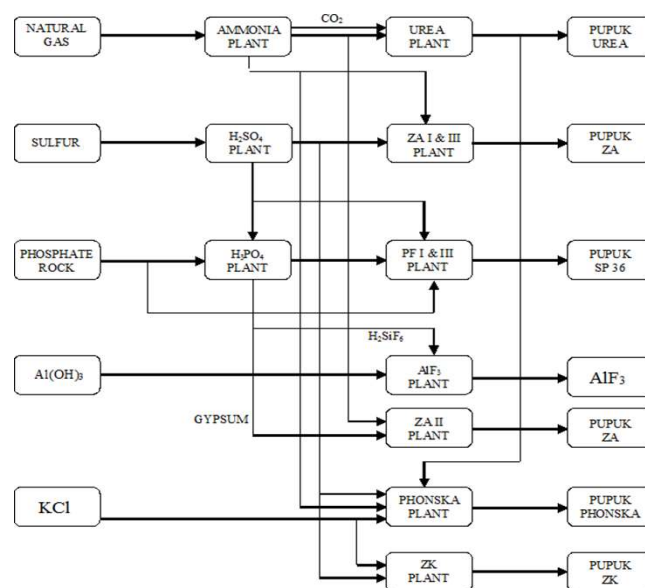 CO₂
NATURAL
GAS
AMMONIA
PLANT
UREA
PLANT
PUPUK
UREA
SULFUR
H₂SO₄
PLANT
ZA I & III
PLANT
PUPUK
ZA
PHOSPHATE
ROCK
H₃PO₄
PLANT
PF I & III
PLANT
PUPUK
SP 36
H₂SiF₆
Al(OH)₃
AlF₃
PLANT
AlF₃
GYPSUM
ZA II
PLANT
PUPUK
ZA
KCl
PHONSKA
PLANT
PUPUK
PHONSKA
ZK
PLANT
PUPUK
ZK